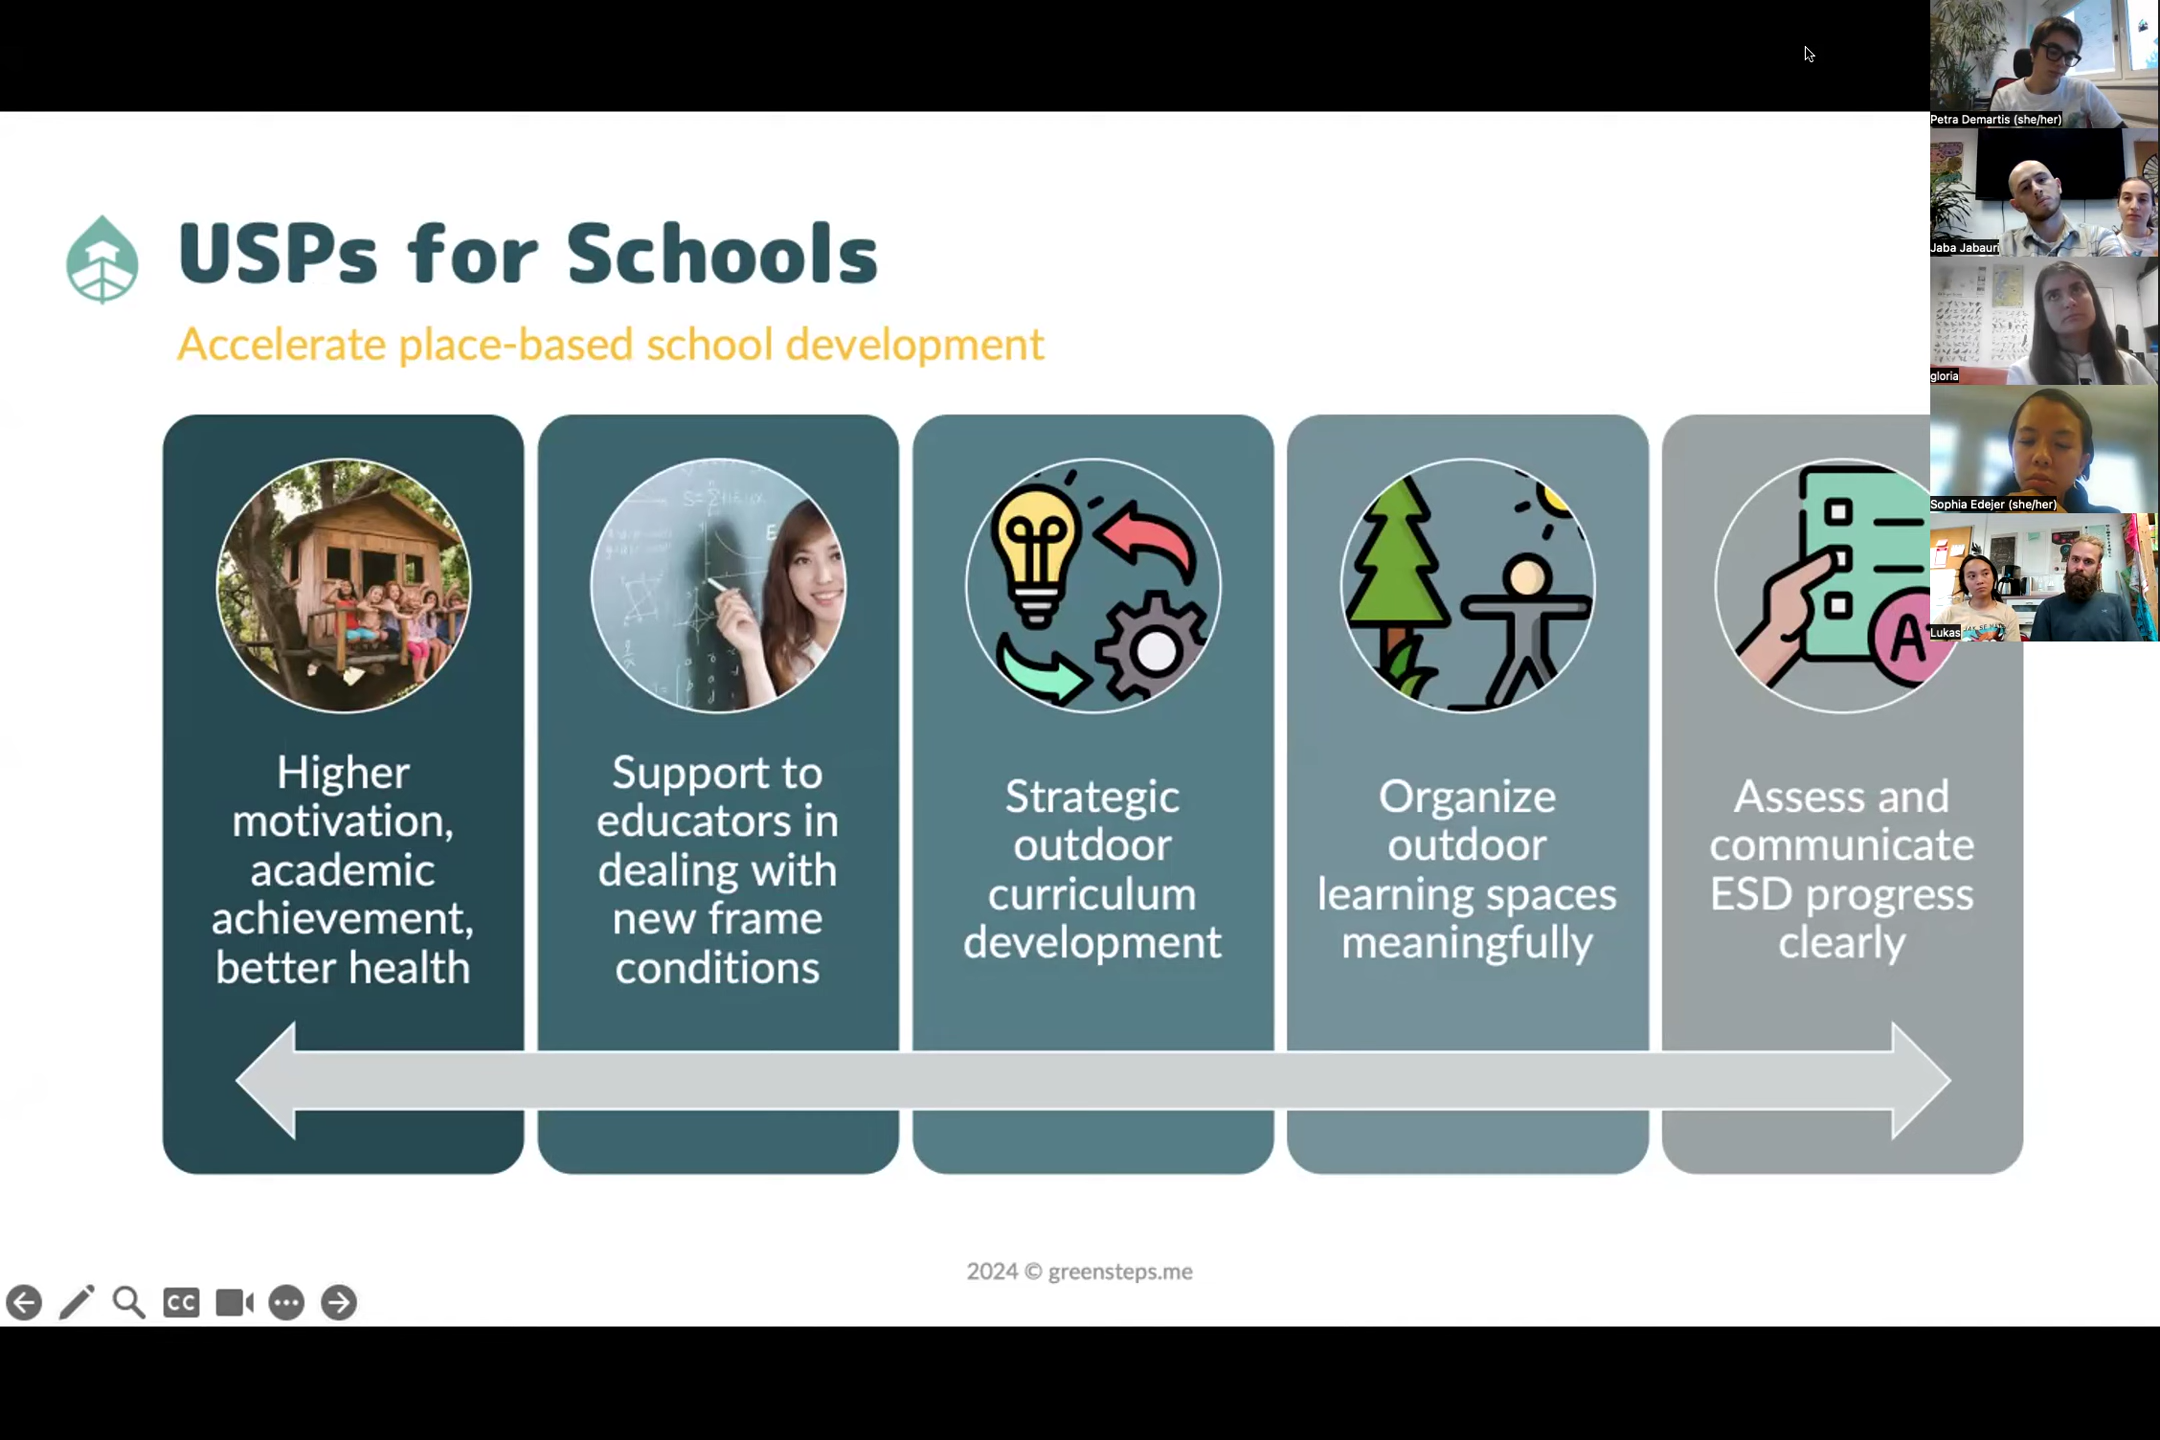 USPs for Schools
Accelerate place-based school development
Higher
motivation,
academic
achievement,
better health
Support to
educators in
dealing with
new frame
conditions
Strategic
outdoor
curriculum
development
Organize
outdoor
learning spaces
meaningfully
A
Assess and
communicate
ESD progress
clearly
2024 © greensteps.me
CC
Petra Demartis (she/her)
Jaba Jabauri
gloria
Sophia Edejer (she/her)
Lukas